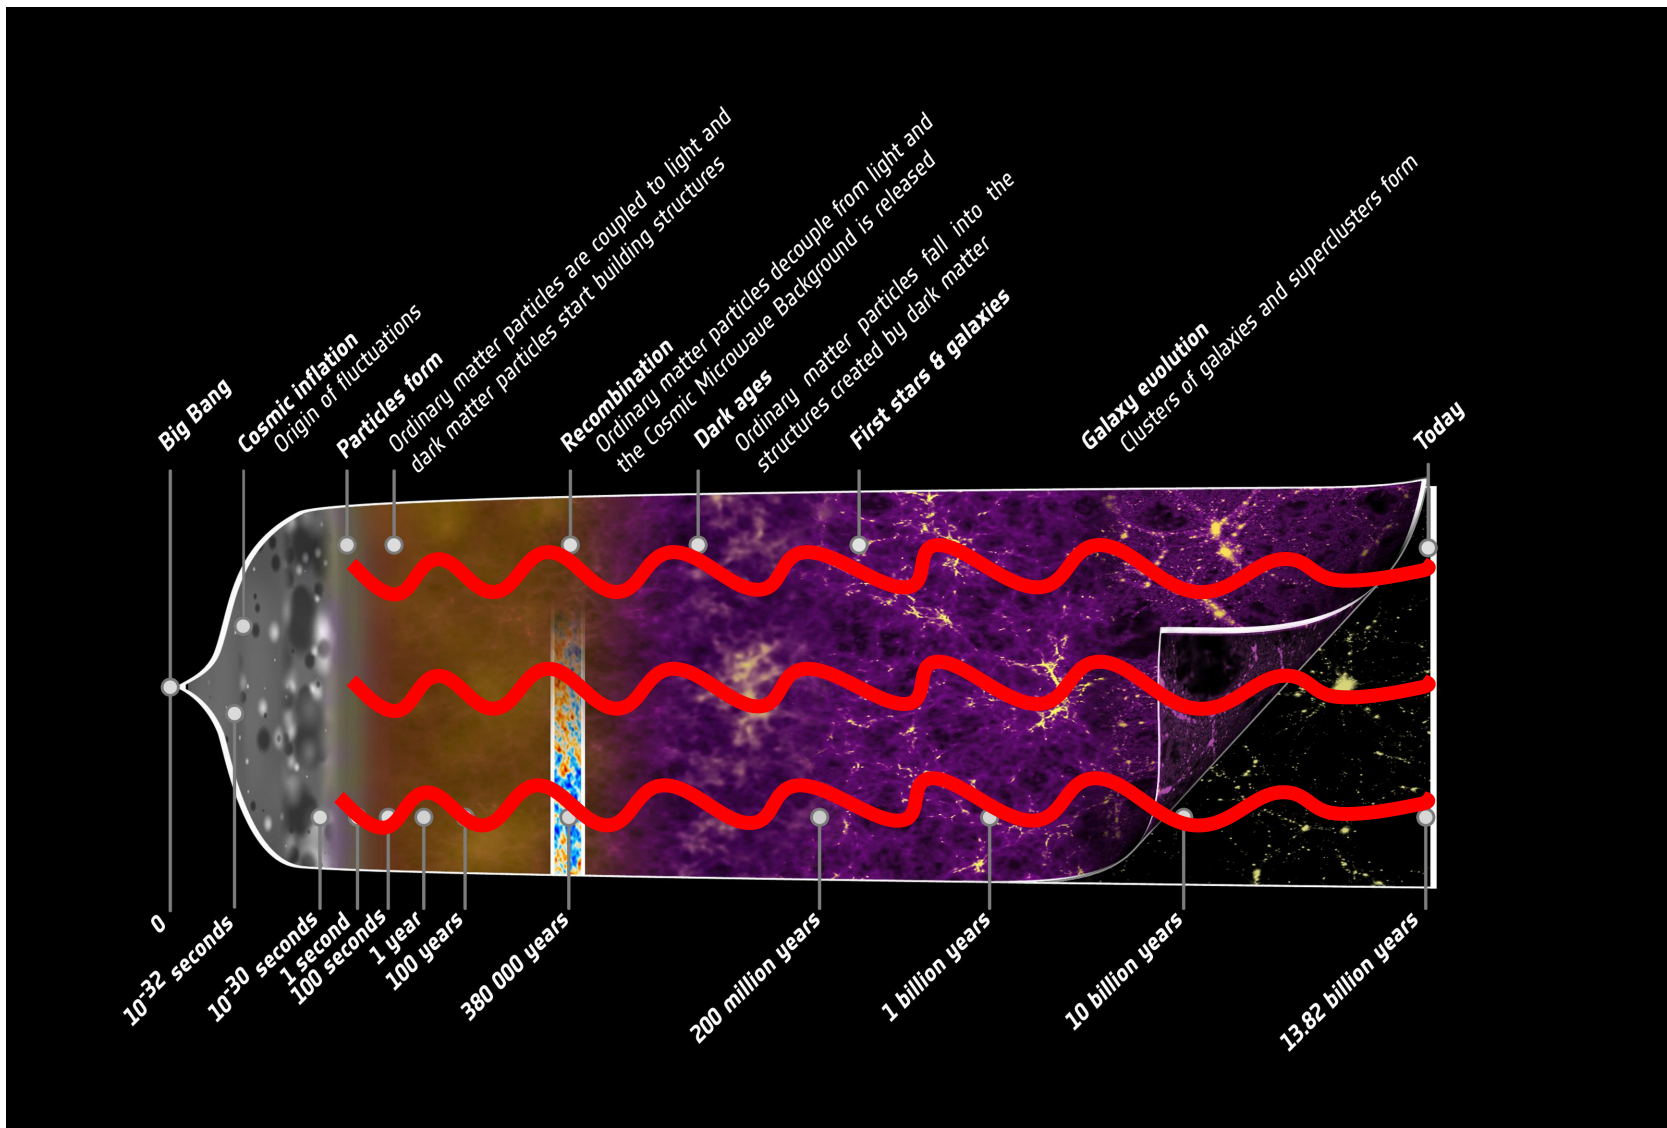 Big Bang
Cosmic inflation
Origin of fluctuations
Particles form
Ordinary matter particles are coupled to light and
dark matter particles start building structures
Recombination
Ordinary matter particles decouple from light and
the Cosmic Microwave Background is released
Dark ages
Ordinary matter particles fall into the
structures created by dark matter
First stars & galaxies
Galaxy evolution
Clusters of galaxies and superclusters form
Today
0
10-32 seconds
10-30 seconds
1 second
100 seconds
1 year
100 years
380 000 years
200 million years
1 billion years
10 billion years
13.82 billion years